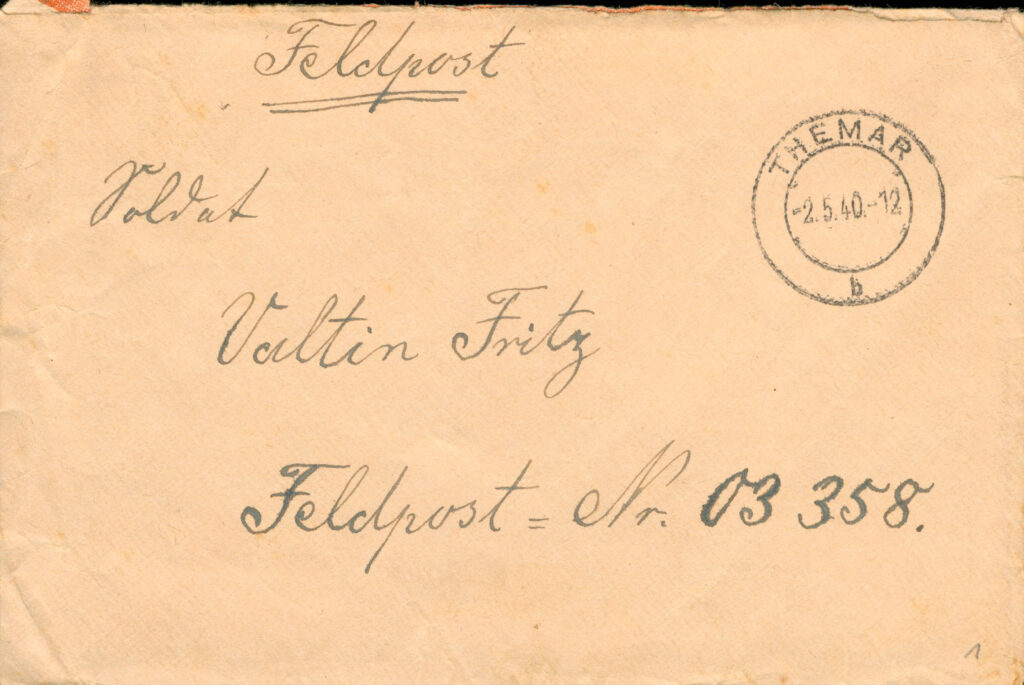 Feldpost
THEMAR
-2.5.40.-12
b
Soldat
Valtin Fritz
Feldpost = Nr. 03 358.
1